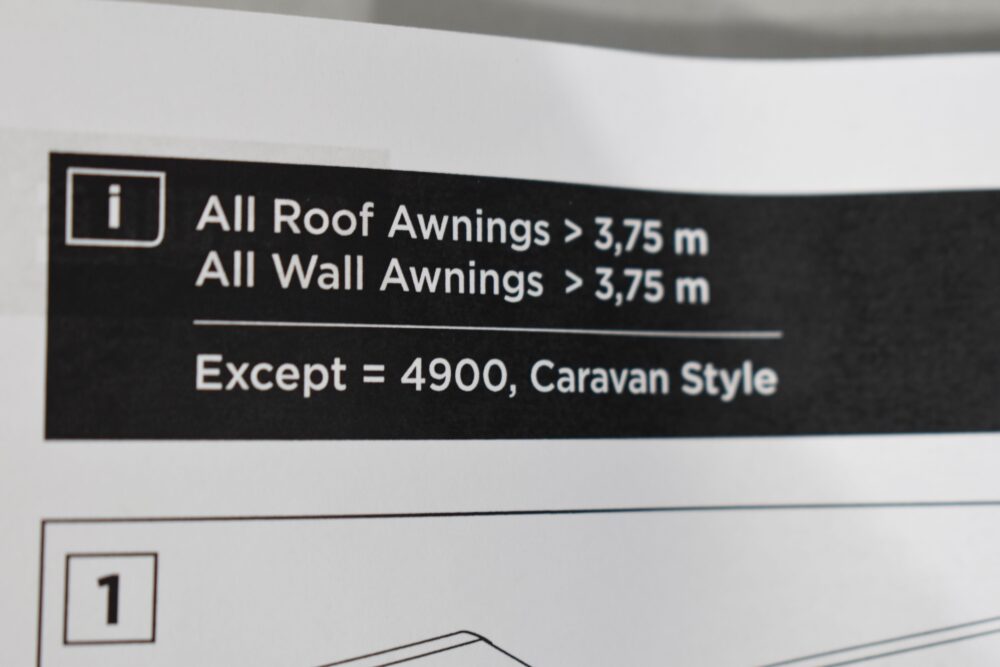 i
All Roof Awnings > 3,75 m
All Wall Awnings > 3,75 m
Except = 4900, Caravan Style
1